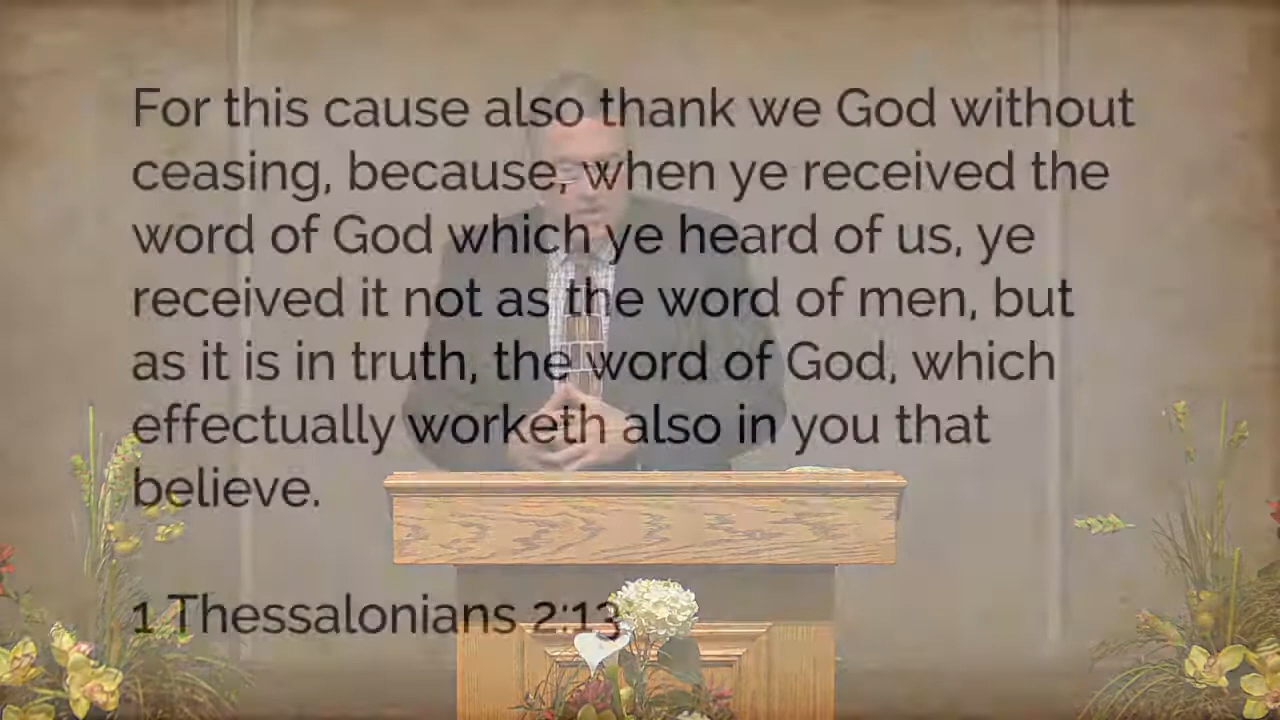 For this cause also thank we God without
ceasing, because, when ye received the
word of God which ye heard of us, ye
received it not as the word of men, but
as it is in truth, the word of God, which
effectually worketh also in you that
believe.
1 Thessalonians 2:13